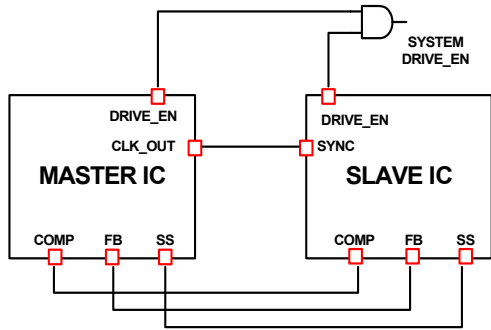 SYSTEM
DRIVE_EN
DRIVE_EN
DRIVE_EN
CLK_OUT
SYNC
MASTER IC
SLAVE IC
COMP FB SS
COMP FB SS